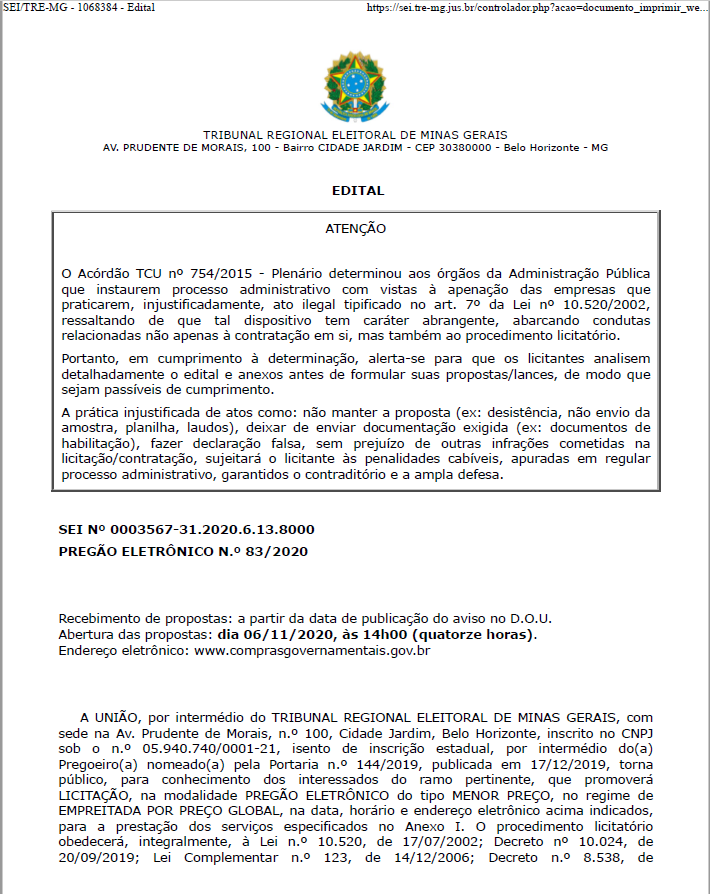 SEI/TRE-MG - 1068384 - Edital
https://sei.tre-mg.jus.br/controlador.php?acao=documento_imprimir_we...
TRIBUNAL REGIONAL ELEITORAL DE MINAS GERAIS
AV. PRUDENTE DE MORAIS, 100 - Bairro CIDADE JARDIM - CEP 30380000 - Belo Horizonte - MG
EDITAL
ATENÇÃO
O Acórdão TCU nº 754/2015 - Plenário determinou aos órgãos da Administração Pública
que instaurem processo administrativo com vistas à apenação das empresas que
praticarem, injustificadamente, ato ilegal tipificado no art. 7º da Lei nº 10.520/2002,
ressaltando de que tal dispositivo tem caráter abrangente, abarcando condutas
relacionadas não apenas à contratação em si, mas também ao procedimento licitatório.
Portanto, em cumprimento à determinação, alerta-se para que os licitantes analisem
detalhadamente o edital e anexos antes de formular suas propostas/lances, de modo que
sejam passíveis de cumprimento.
A prática injustificada de atos como: não manter a proposta (ex: desistência, não envio da
amostra, planilha, laudos), deixar de enviar documentação exigida (ex: documentos de
habilitação), fazer declaração falsa, sem prejuízo de outras infrações cometidas na
licitação/contratação, sujeitará o licitante às penalidades cabíveis, apuradas em regular
processo administrativo, garantidos o contraditório e a ampla defesa.
SEI Nº 0003567-31.2020.6.13.8000
PREGÃO ELETRÔNICO N.º 83/2020
Recebimento de propostas: a partir da data de publicação do aviso no D.O.U.
Abertura das propostas: dia 06/11/2020, às 14h00 (quatorze horas).
Endereço eletrônico: www.comprasgovernamentais.gov.br
A UNIÃO, por intermédio do TRIBUNAL REGIONAL ELEITORAL DE MINAS GERAIS, com
sede na Av. Prudente de Morais, n.º 100, Cidade Jardim, Belo Horizonte, inscrito no CNPJ
sob o n.º 05.940.740/0001-21, isento de inscrição estadual, por intermédio do(a)
Pregoeiro(a) nomeado(a) pela Portaria n.º 144/2019, publicada em 17/12/2019, torna
público, para conhecimento dos interessados do ramo pertinente, que promoverá
LICITAÇÃO, na modalidade PREGÃO ELETRÔNICO do tipo MENOR PREÇO, no regime de
EMPREITADA POR PREÇO GLOBAL, na data, horário e endereço eletrônico acima indicados,
para a prestação dos serviços especificados no Anexo I. O procedimento licitatório
obedecerá, integralmente, à Lei n.º 10.520, de 17/07/2002; Decreto nº 10.024, de
20/09/2019; Lei Complementar n.º 123, de 14/12/2006; Decreto n.º 8.538, de